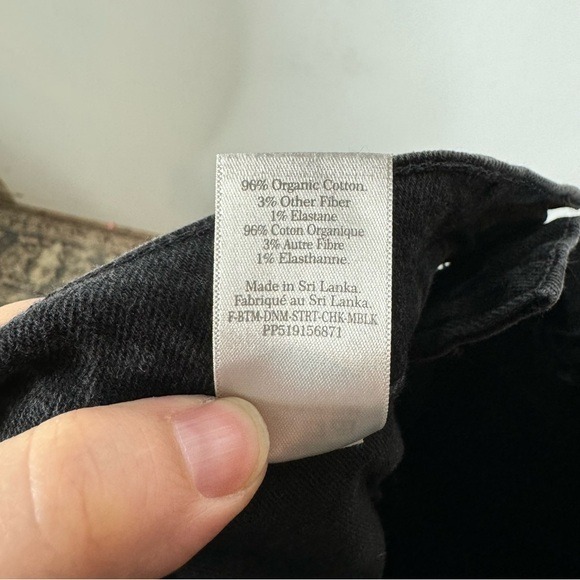 96% Organic Cotton.
3% Other Fiber
1% Elastane
96% Coton Organique
3% Autre Fibre
1% Elasthanne
Made in Sri Lanka.
Fabriqué au Sri Lanka.
F-BTM-DNM-STRT-CHK-MBLK
PP519156871